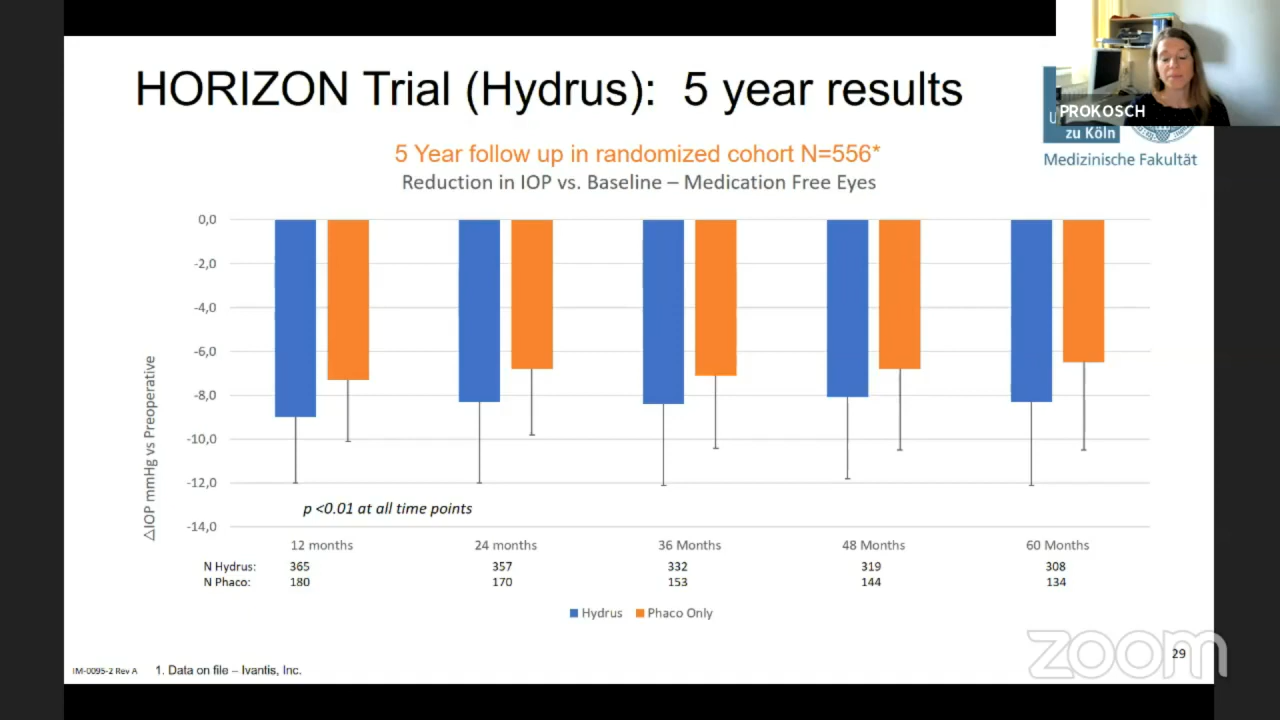 HORIZON Trial (Hydrus): 5 year results
PROKOSCH
zu Köln
Medizinische Fakultät
5 Year follow up in randomized cohort N=556*
Reduction in IOP vs. Baseline – Medication Free Eyes
0,0
-2,0
-4,0
-6,0
-8,0
-10,0
-12,0
-14,0
△IOP mmHg vs Preoperative
p <0.01 at all time points
12 months 24 months 36 Months 48 Months 60 Months
N Hydrus: 365 357 332 319 308
N Phaco: 180 170 153 144 134
Hydrus Phaco Only
zoom
29
IM-0095-2 Rev A 1. Data on file – Ivantis, Inc.